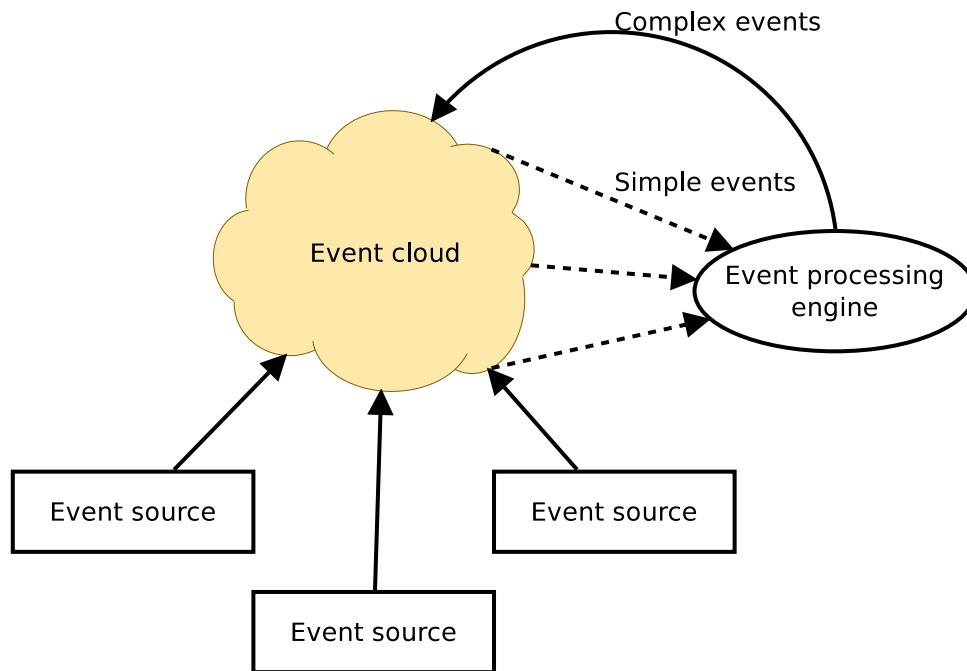 Complex events
Simple events
Event cloud
Event processing
engine
Event source
Event source
Event source